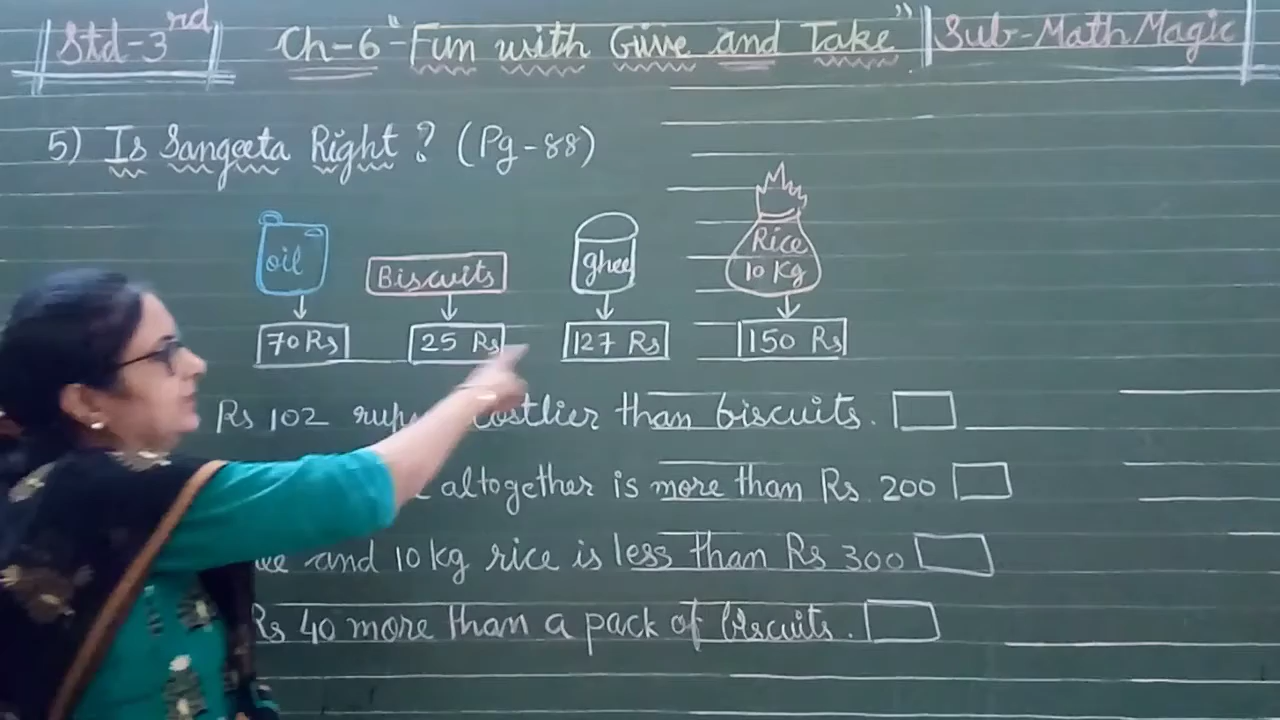 Std-3rd Ch-6 "Fun with Give and Take" Sub-Math Magic
5) Is Sangeeta Right ? (Pg-88)
oil Biscuits ghee Rice
10 Kg
70 Rs 25 Rs 127 Rs 150 Rs
Rs 102 costlier than biscuits.
altogether is more than Rs. 200
and 10 kg rice is less than Rs 300
Rs 40 more than a pack of biscuits.